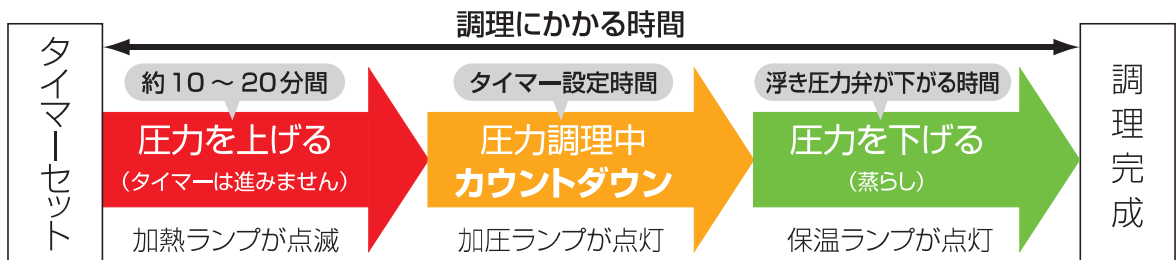 調理にかかる時間
タイマーセット
約10～20分間
圧力を上げる
（タイマーは進みません）
加熱ランプが点滅
タイマー設定時間
圧力調理中
カウントダウン
加圧ランプが点灯
浮き圧力弁が下がる時間
圧力を下げる
（蒸らし）
保温ランプが点灯
調理完成